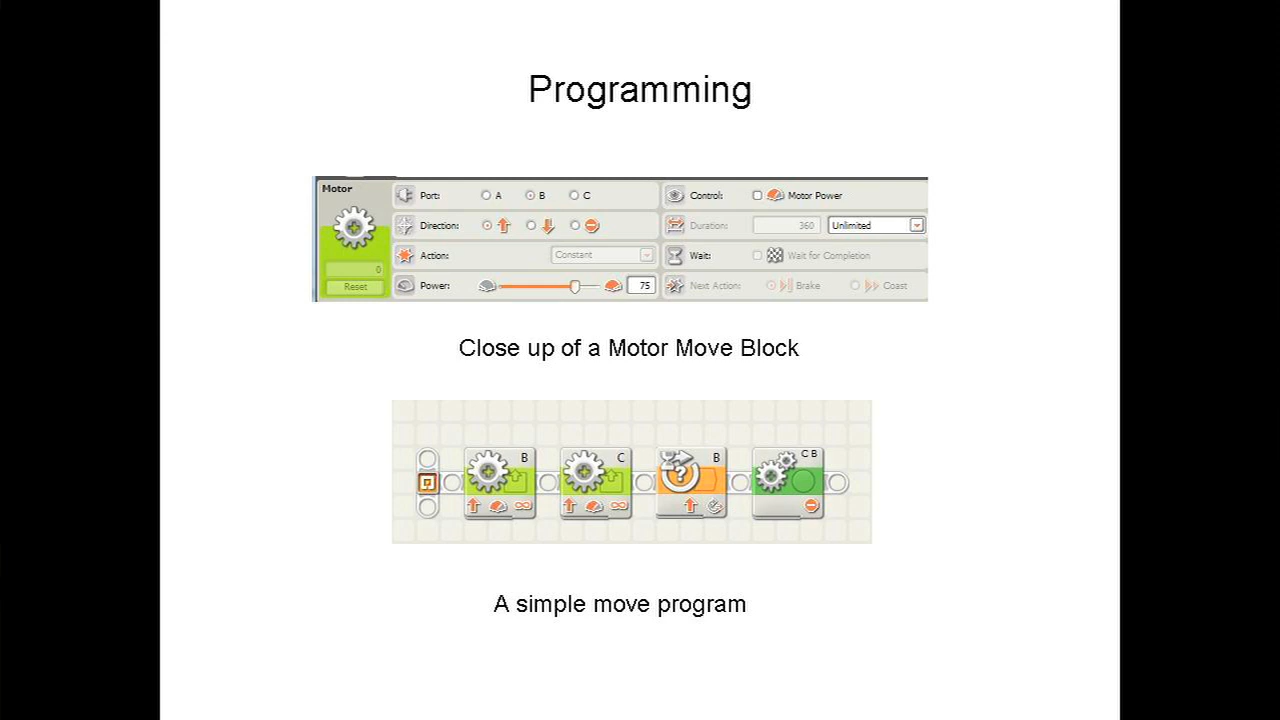 Programming
Motor
Port: A B C
Control: Motor Power
Direction:
Duration: 360 Unlimited
Action: Constant
Wait: Wait for Completion
0
Reset
Power: 75
Next Action: Brake Coast
Close up of a Motor Move Block
B C B C B
A simple move program